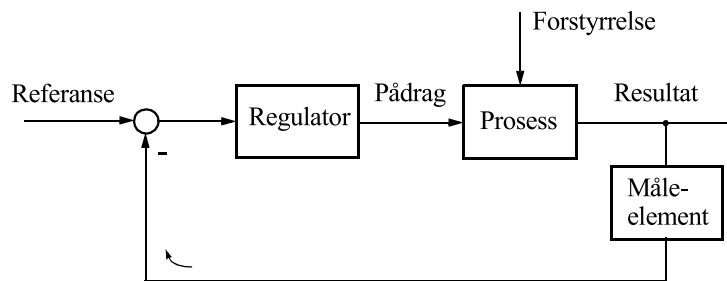 Forstyrrelse
Referanse
Regulator
Pådrag
Prosess
Resultat
-
Måle-
element